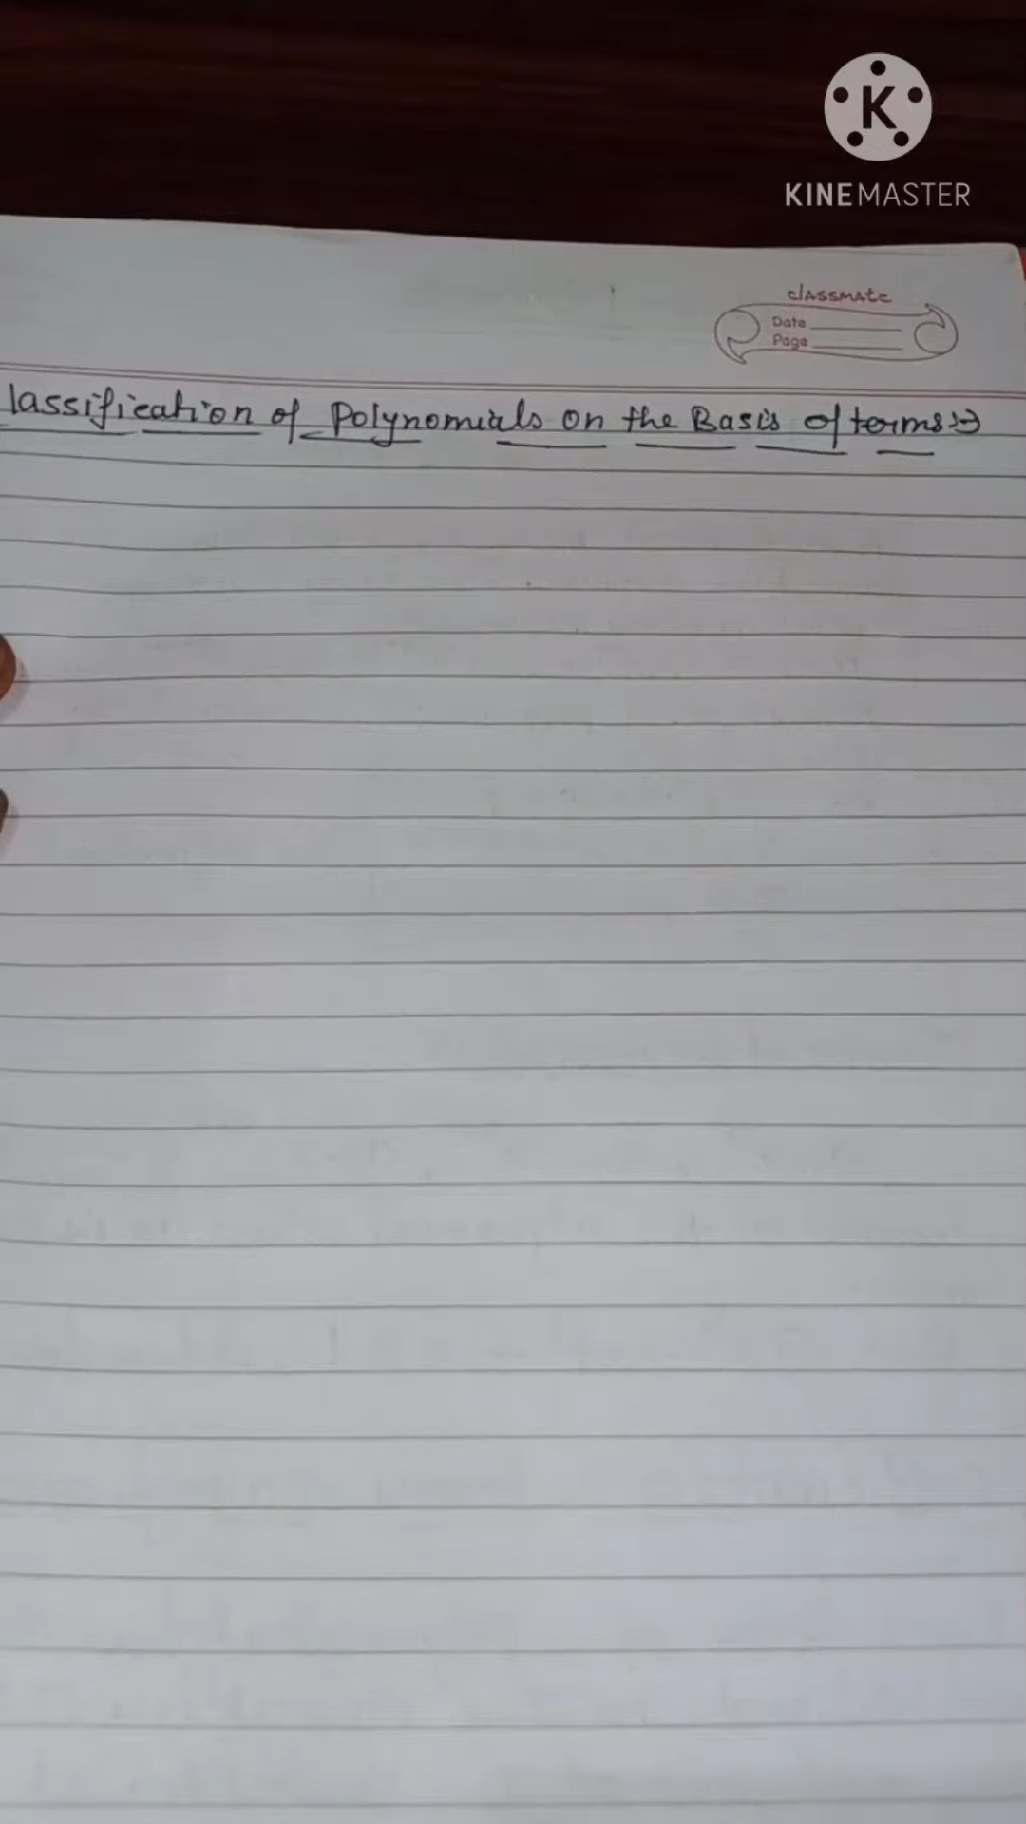 KINEMASTER
classmate
Date
Page
lassification of Polynomials on the Basis of terms :→